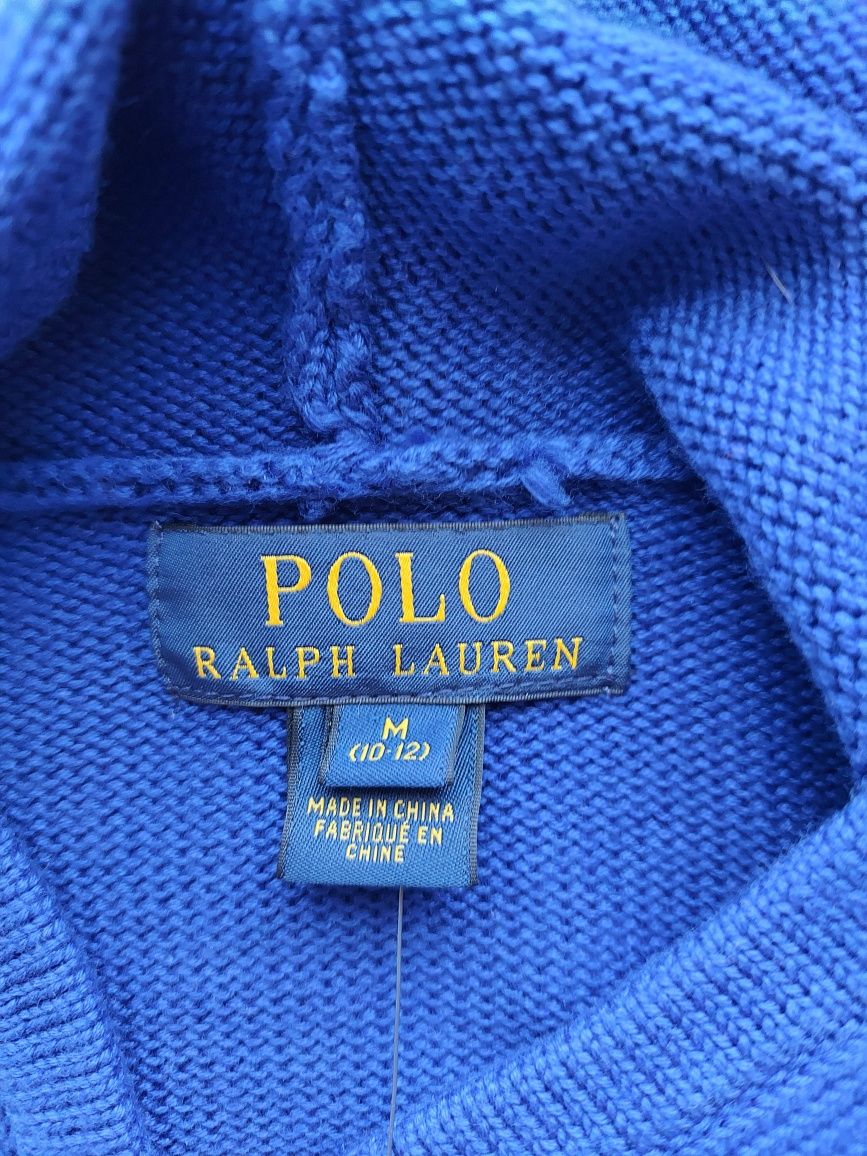 POLO
RALPH LAUREN
M
(10-12)
MADE IN CHINA
FABRIQUÉ EN
CHINE